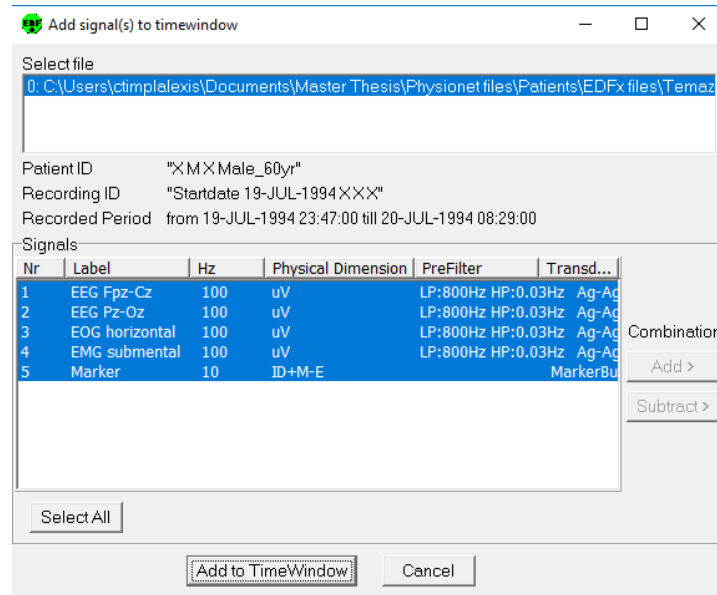 EDF Add signal(s) to timewindow
Select file
0: C:\Users\ctimplalexis\Documents\Master Thesis\Physionet files\Patients\EDFx files\Temaz
Patient ID "X M X Male_60yr"
Recording ID "Startdate 19-JUL-1994 X X X"
Recorded Period from 19-JUL-1994 23:47:00 till 20-JUL-1994 08:29:00
Signals
Nr Label Hz Physical Dimension PreFilter Transd...
1 EEG Fpz-Cz 100 uV LP:800Hz HP:0.03Hz Ag-Ag
2 EEG Pz-Oz 100 uV LP:800Hz HP:0.03Hz Ag-Ag
3 EOG horizontal 100 uV LP:800Hz HP:0.03Hz Ag-Ag
4 EMG submental 100 uV LP:800Hz HP:0.03Hz Ag-Ag
5 Marker 10 ID+M-E MarkerBu
Combination
Add >
Subtract >
Select All
Add to TimeWindow Cancel